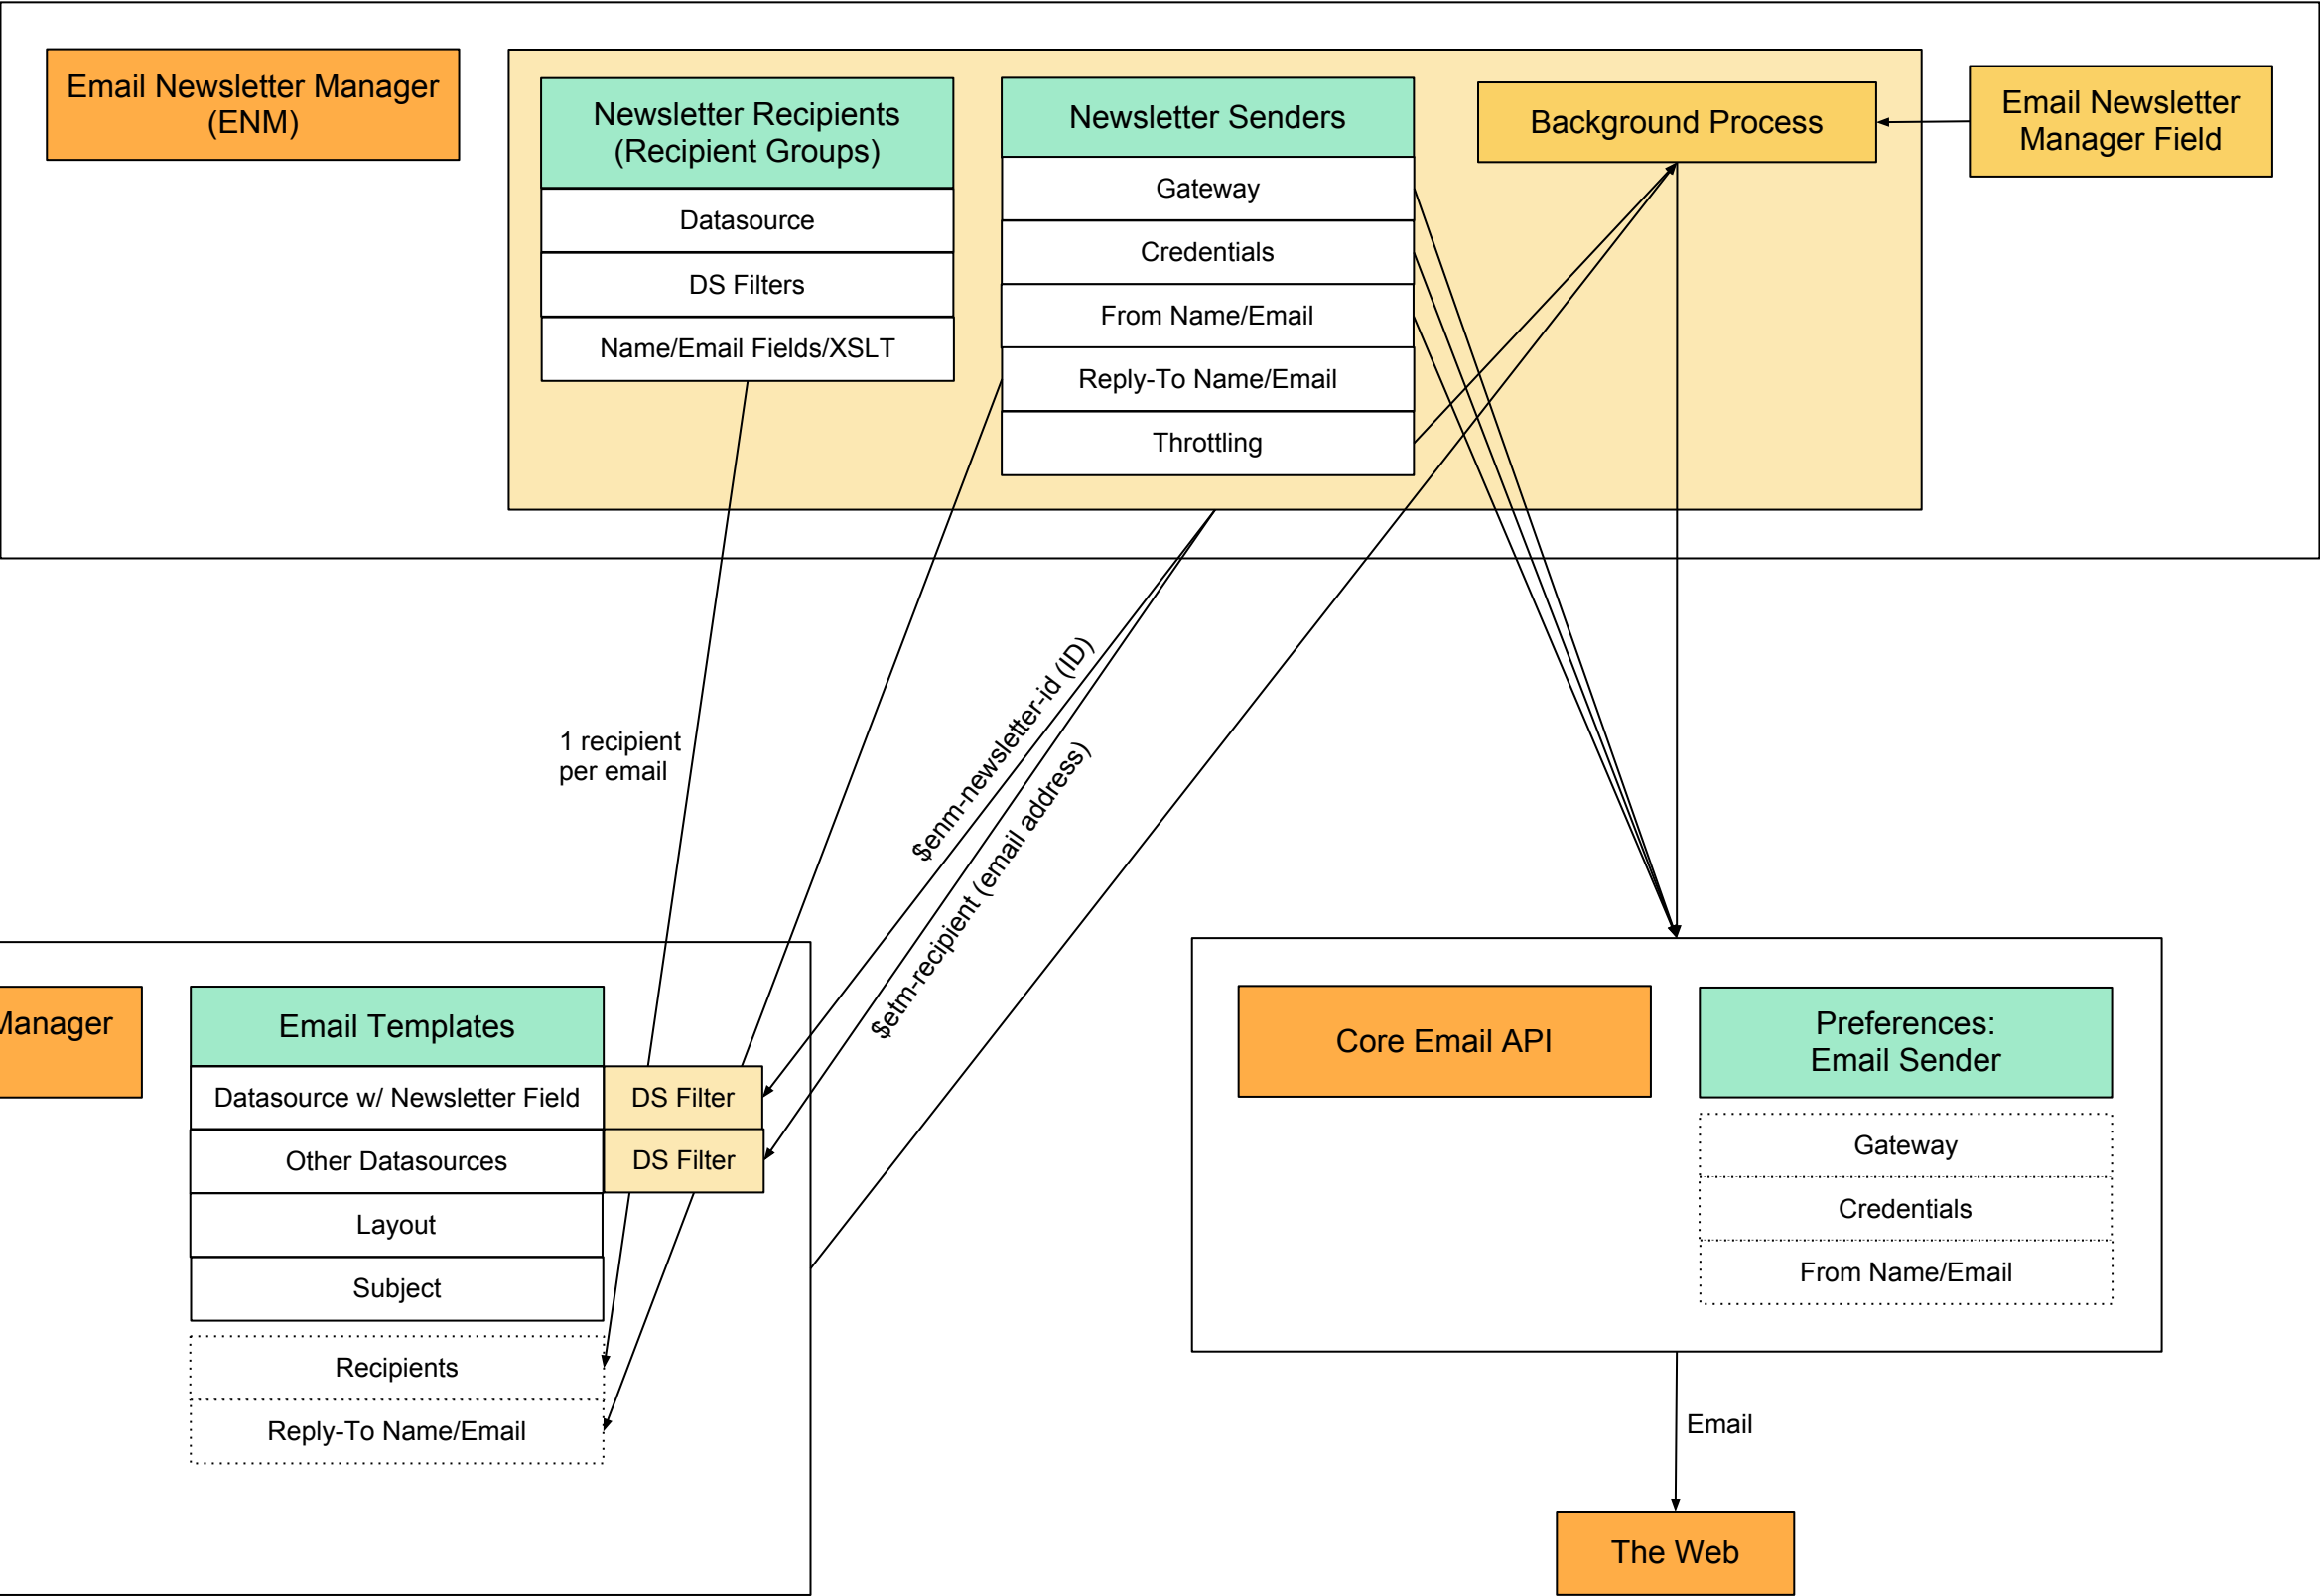 Email Newsletter Manager
(ENM)
Newsletter Recipients
(Recipient Groups)
Datasource
DS Filters
Name/Email Fields/XSLT
Newsletter Senders
Gateway
Credentials
From Name/Email
Reply-To Name/Email
Throttling
Background Process
Email Newsletter
Manager Field
1 recipient
per email
$enm-newsletter-id (ID)
$etm-recipient (email address)
Manager
Email Templates
Datasource w/ Newsletter Field
DS Filter
Other Datasources
DS Filter
Layout
Subject
Recipients
Reply-To Name/Email
Core Email API
Preferences:
Email Sender
Gateway
Credentials
From Name/Email
Email
The Web